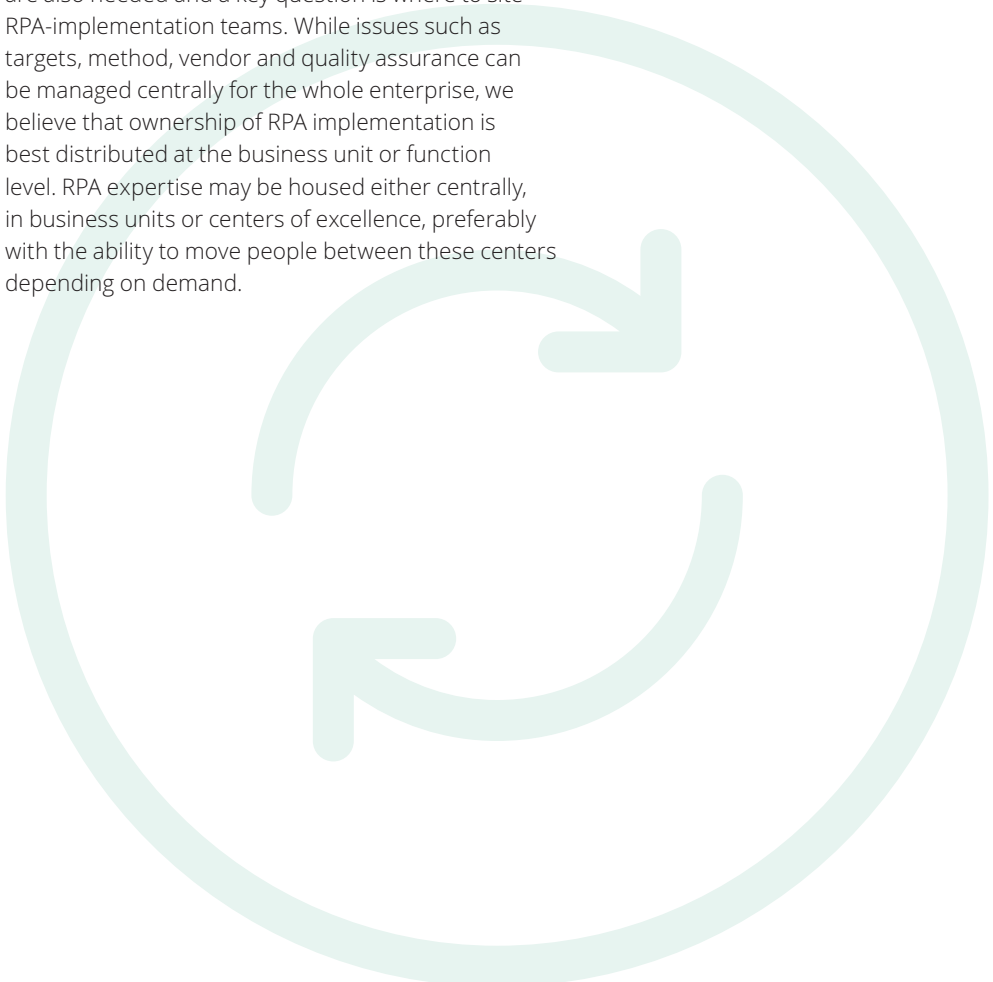 are also needed and a key question is where to site
RPA-implementation teams. While issues such as
targets, method, vendor and quality assurance can
be managed centrally for the whole enterprise, we
believe that ownership of RPA implementation is
best distributed at the business unit or function
level. RPA expertise may be housed either centrally,
in business units or centers of excellence, preferably
with the ability to move people between these centers
depending on demand.